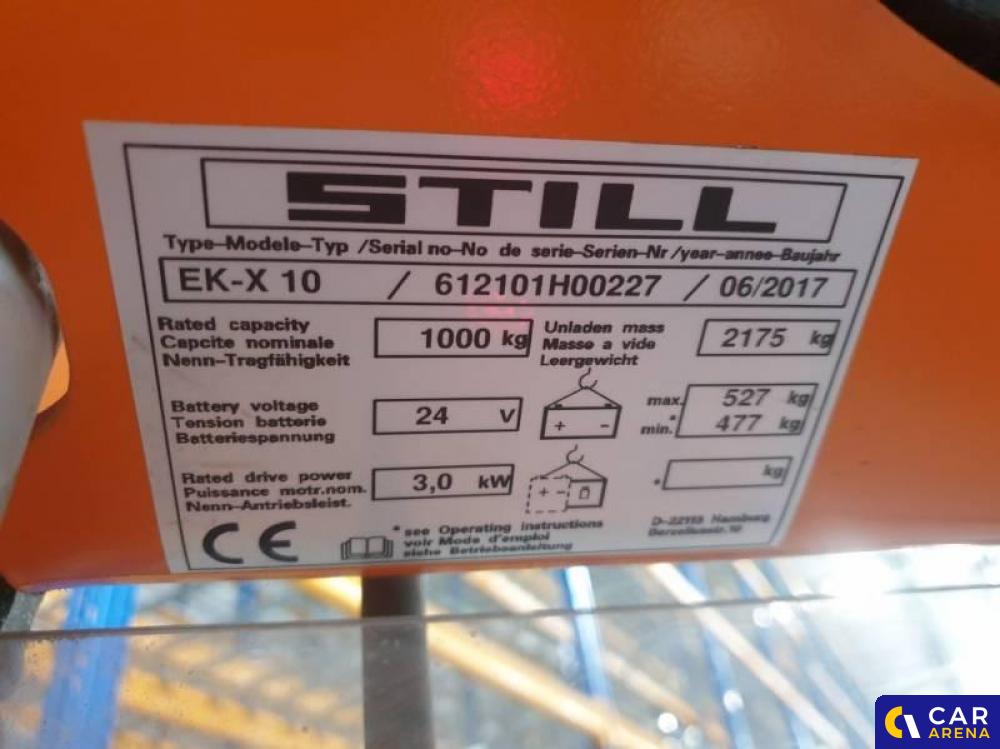 STILL
Type-Modele-Typ /Serial no-No de serie-Serien-Nr /year-annee-Baujahr
EK-X 10 / 612101H00227 / 06/2017
Rated capacity
Capcite nominale
Nenn-Tragfähigkeit
1000 kg
Unladen mass
Masse a vide
Leergewicht
2175 kg
Battery voltage
Tension batterie
Batteriespannung
24 V
+ -
max. 527 kg
*
min. 477 kg
Rated drive power
Puissance motr.nom.
Nenn-Antriebsleist.
3,0 kW
+ -
* kg
CE
*see Operating instructions
voir Mode d'emploi
siehe Betriebsanleitung
D-22113 Hamburg
Berzeliusstr.10
CAR
ARENA